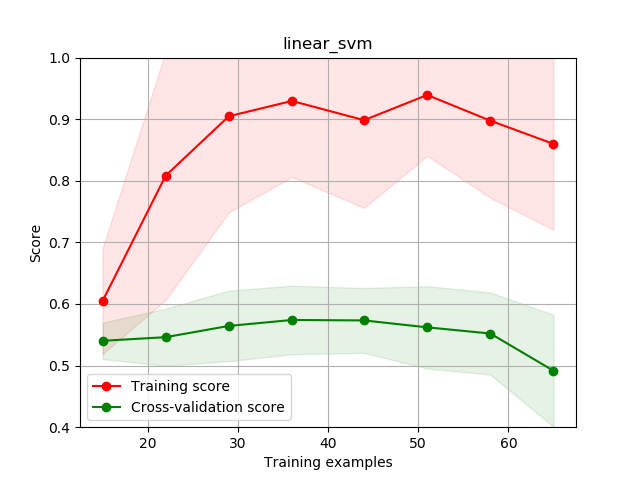 linear_svm
1.0
0.9
0.8
0.7
0.6
0.5
0.4
Score
Training score
Cross-validation score
20 30 40 50 60
Training examples